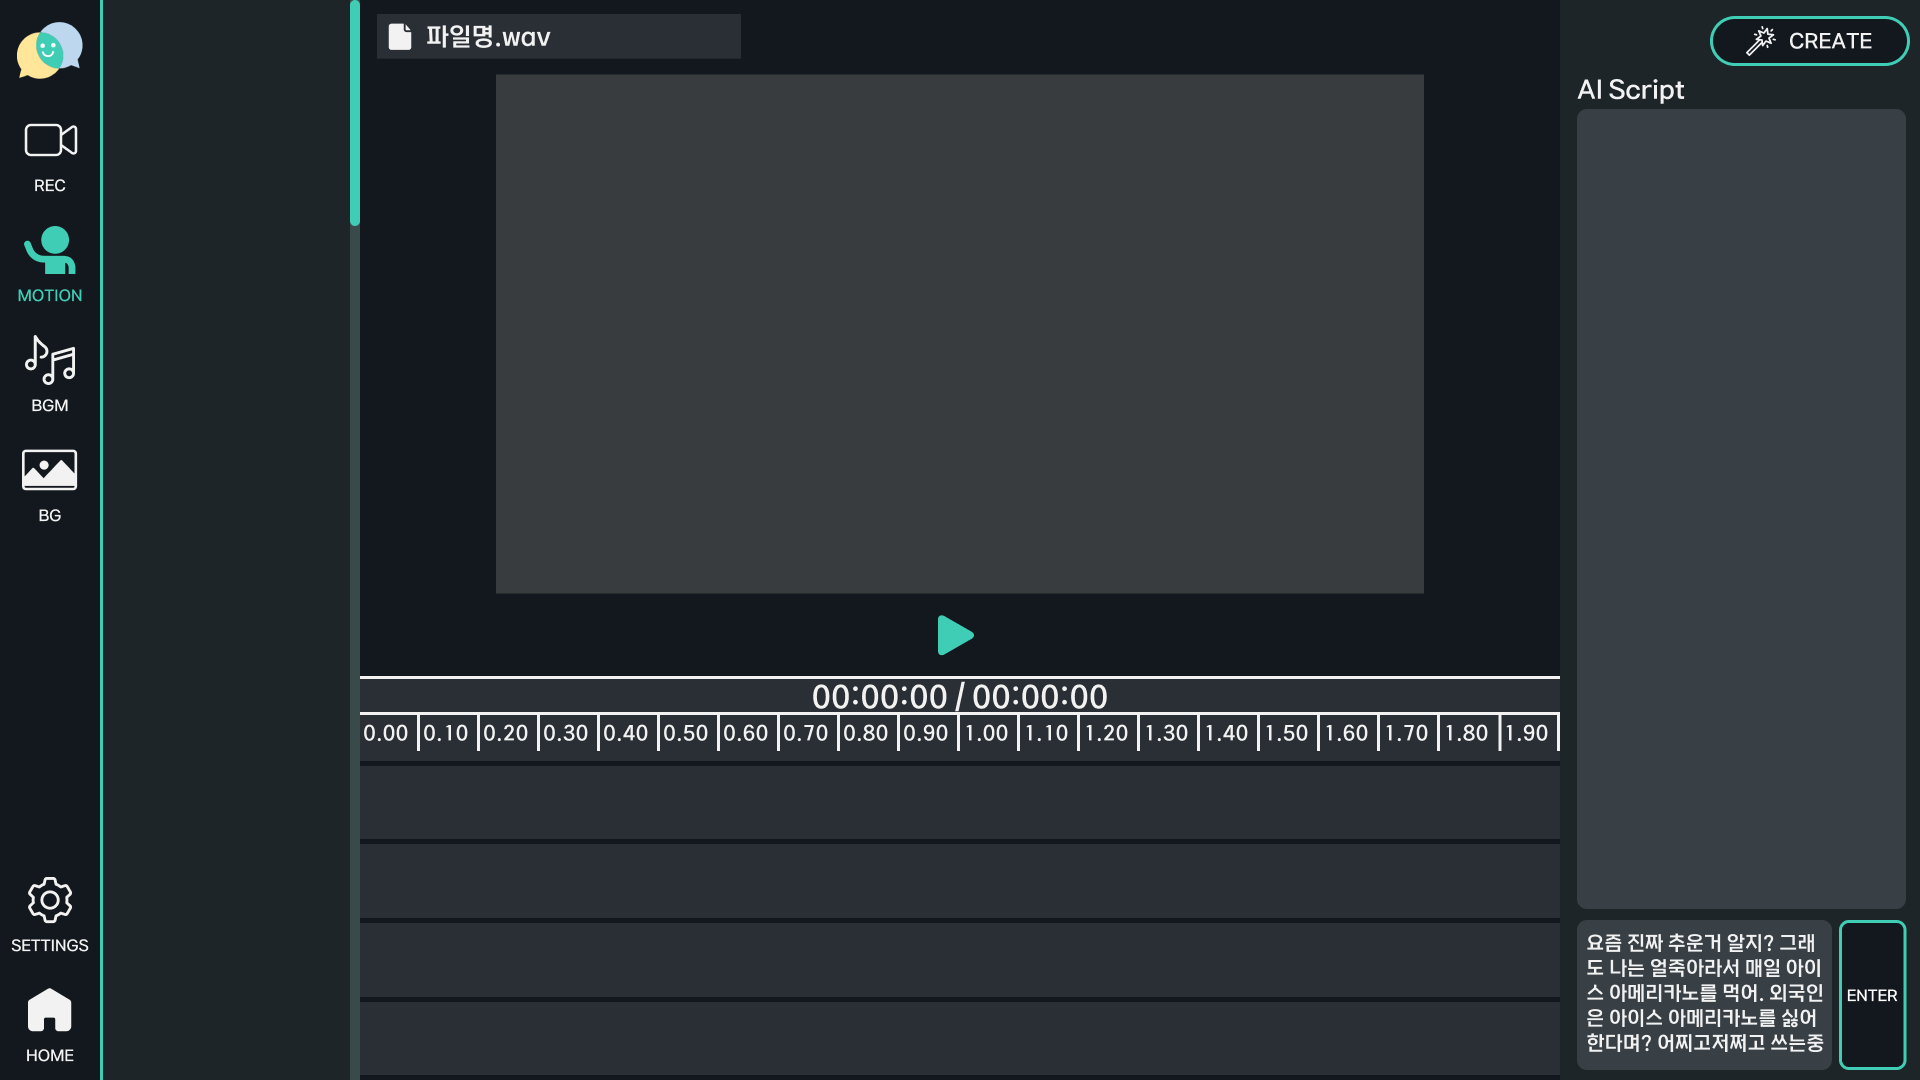 REC
MOTION
BGM
BG
SETTINGS
HOME
파일명.wav
00:00:00 / 00:00:00
0.00 0.10 0.20 0.30 0.40 0.50 0.60 0.70 0.80 0.90 1.00 1.10 1.20 1.30 1.40 1.50 1.60 1.70 1.80 1.90
CREATE
AI Script
요즘 진짜 추운거 알지? 그래
도 나는 얼죽아라서 매일 아이
스 아메리카노를 먹어. 외국인
은 아이스 아메리카노를 싫어
한다며? 어찌고저쩌고 쓰는중
ENTER